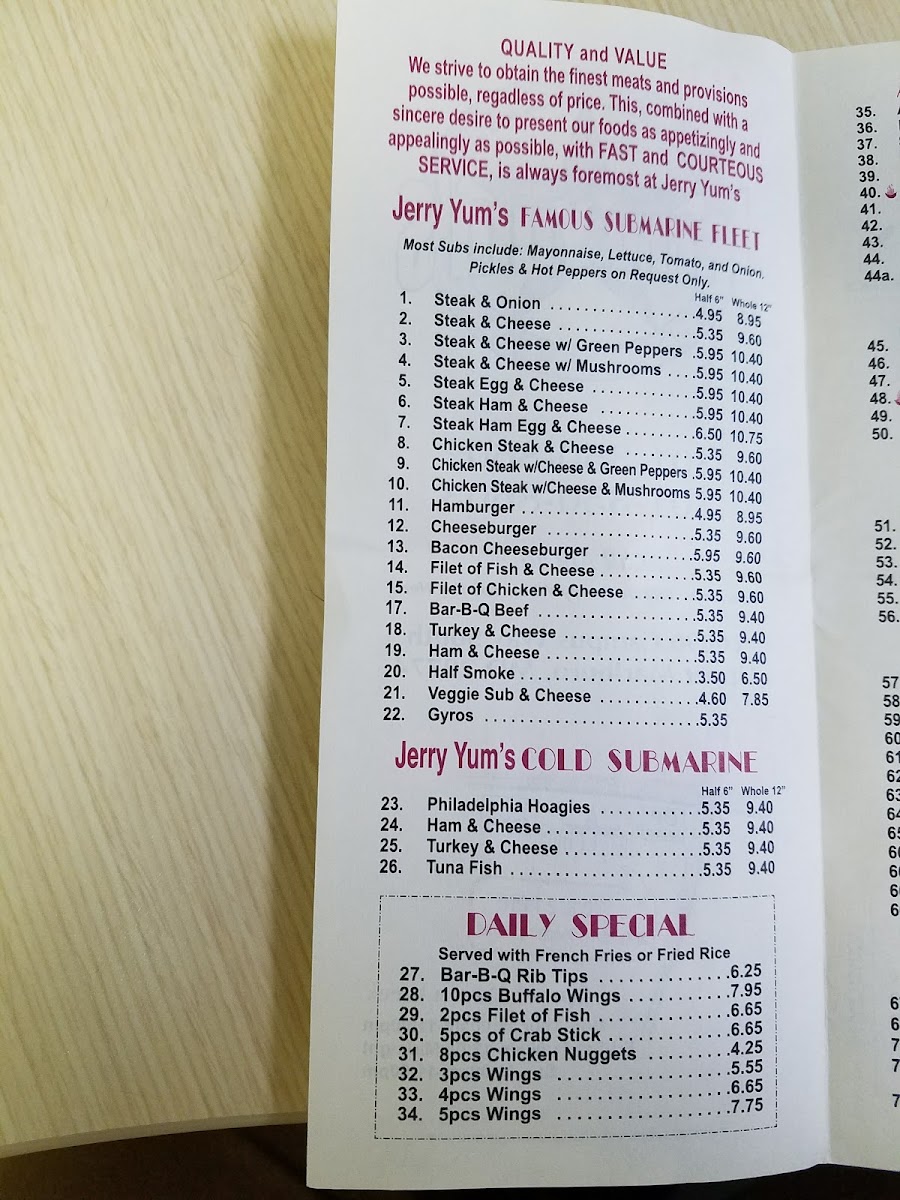 QUALITY and VALUE
We strive to obtain the finest meats and provisions
possible, regadless of price. This, combined with a
sincere desire to present our foods as appetizingly and
appealingly as possible, with FAST and COURTEOUS
SERVICE, is always foremost at Jerry Yum's
Jerry Yum's FAMOUS SUBMARINE FLEET
Most Subs include: Mayonnaise, Lettuce, Tomato, and Onion.
Pickles & Hot Peppers on Request Only.
Half 6" Whole 12"
1. Steak & Onion ..................4.95 8.95
2. Steak & Cheese .................5.35 9.60
3. Steak & Cheese w/ Green Peppers .5.95 10.40
4. Steak & Cheese w/ Mushrooms ....5.95 10.40
5. Steak Egg & Cheese .............5.95 10.40
6. Steak Ham & Cheese ............5.95 10.40
7. Steak Ham Egg & Cheese .........6.50 10.75
8. Chicken Steak & Cheese .........5.35 9.60
9. Chicken Steak w/Cheese & Green Peppers .5.95 10.40
10. Chicken Steak w/Cheese & Mushrooms 5.95 10.40
11. Hamburger .....................4.95 8.95
12. Cheeseburger ..................5.35 9.60
13. Bacon Cheeseburger ............5.95 9.60
14. Filet of Fish & Cheese ............5.35 9.60
15. Filet of Chicken & Cheese ........5.35 9.60
17. Bar-B-Q Beef ...................5.35 9.40
18. Turkey & Cheese ................5.35 9.40
19. Ham & Cheese ..................5.35 9.40
20. Half Smoke .....................3.50 6.50
21. Veggie Sub & Cheese ............4.60 7.85
22. Gyros .........................5.35
Jerry Yum's COLD SUBMARINE
Half 6" Whole 12"
23. Philadelphia Hoagies ............5.35 9.40
24. Ham & Cheese ..................5.35 9.40
25. Turkey & Cheese ................5.35 9.40
26. Tuna Fish ......................5.35 9.40
DAILY SPECIAL
Served with French Fries or Fried Rice
27. Bar-B-Q Rib Tips ..............6.25
28. 10pcs Buffalo Wings ...........7.95
29. 2pcs Filet of Fish ..............6.65
30. 5pcs of Crab Stick .............6.65
31. 8pcs Chicken Nuggets .........4.25
32. 3pcs Wings ..................5.55
33. 4pcs Wings ..................6.65
34. 5pcs Wings ..................7.75
35.
36.
37.
38.
39.
40.
41.
42.
43.
44.
44a.
45.
46.
47.
48.
49.
50.
51.
52.
53.
54.
55.
56.
57
58
59